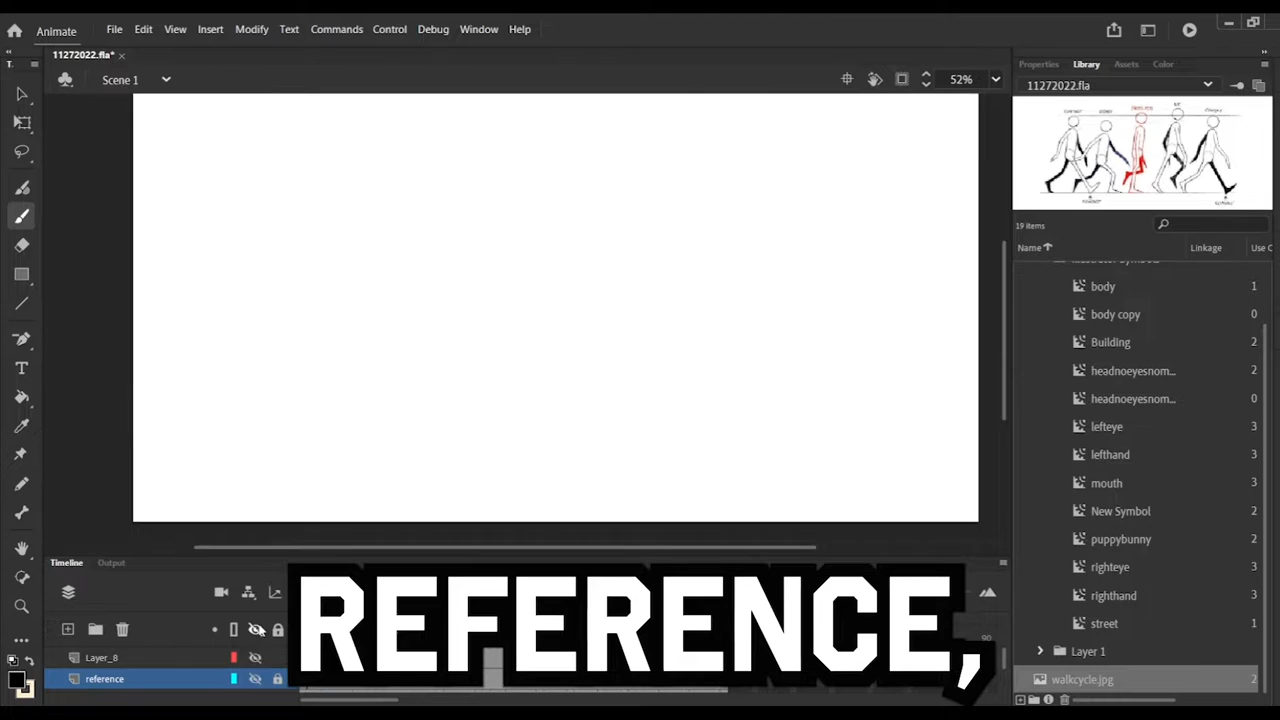 Animate File Edit View Insert Modify Text Commands Control Debug Window Help
11272022.fla*
Scene 1 52%
T.
Properties Library Assets Color
11272022.fla
19 items
Name Linkage Use C
body 1
body copy 0
Building 2
headnoeyesnom... 2
headnoeyesnom... 0
lefteye 3
lefthand 3
mouth 3
New Symbol 2
puppybunny 2
righteye 3
righthand 3
street 1
Layer 1
walkcycle.jpg 2
Timeline Output
90
Layer_8
reference
REFERENCE,